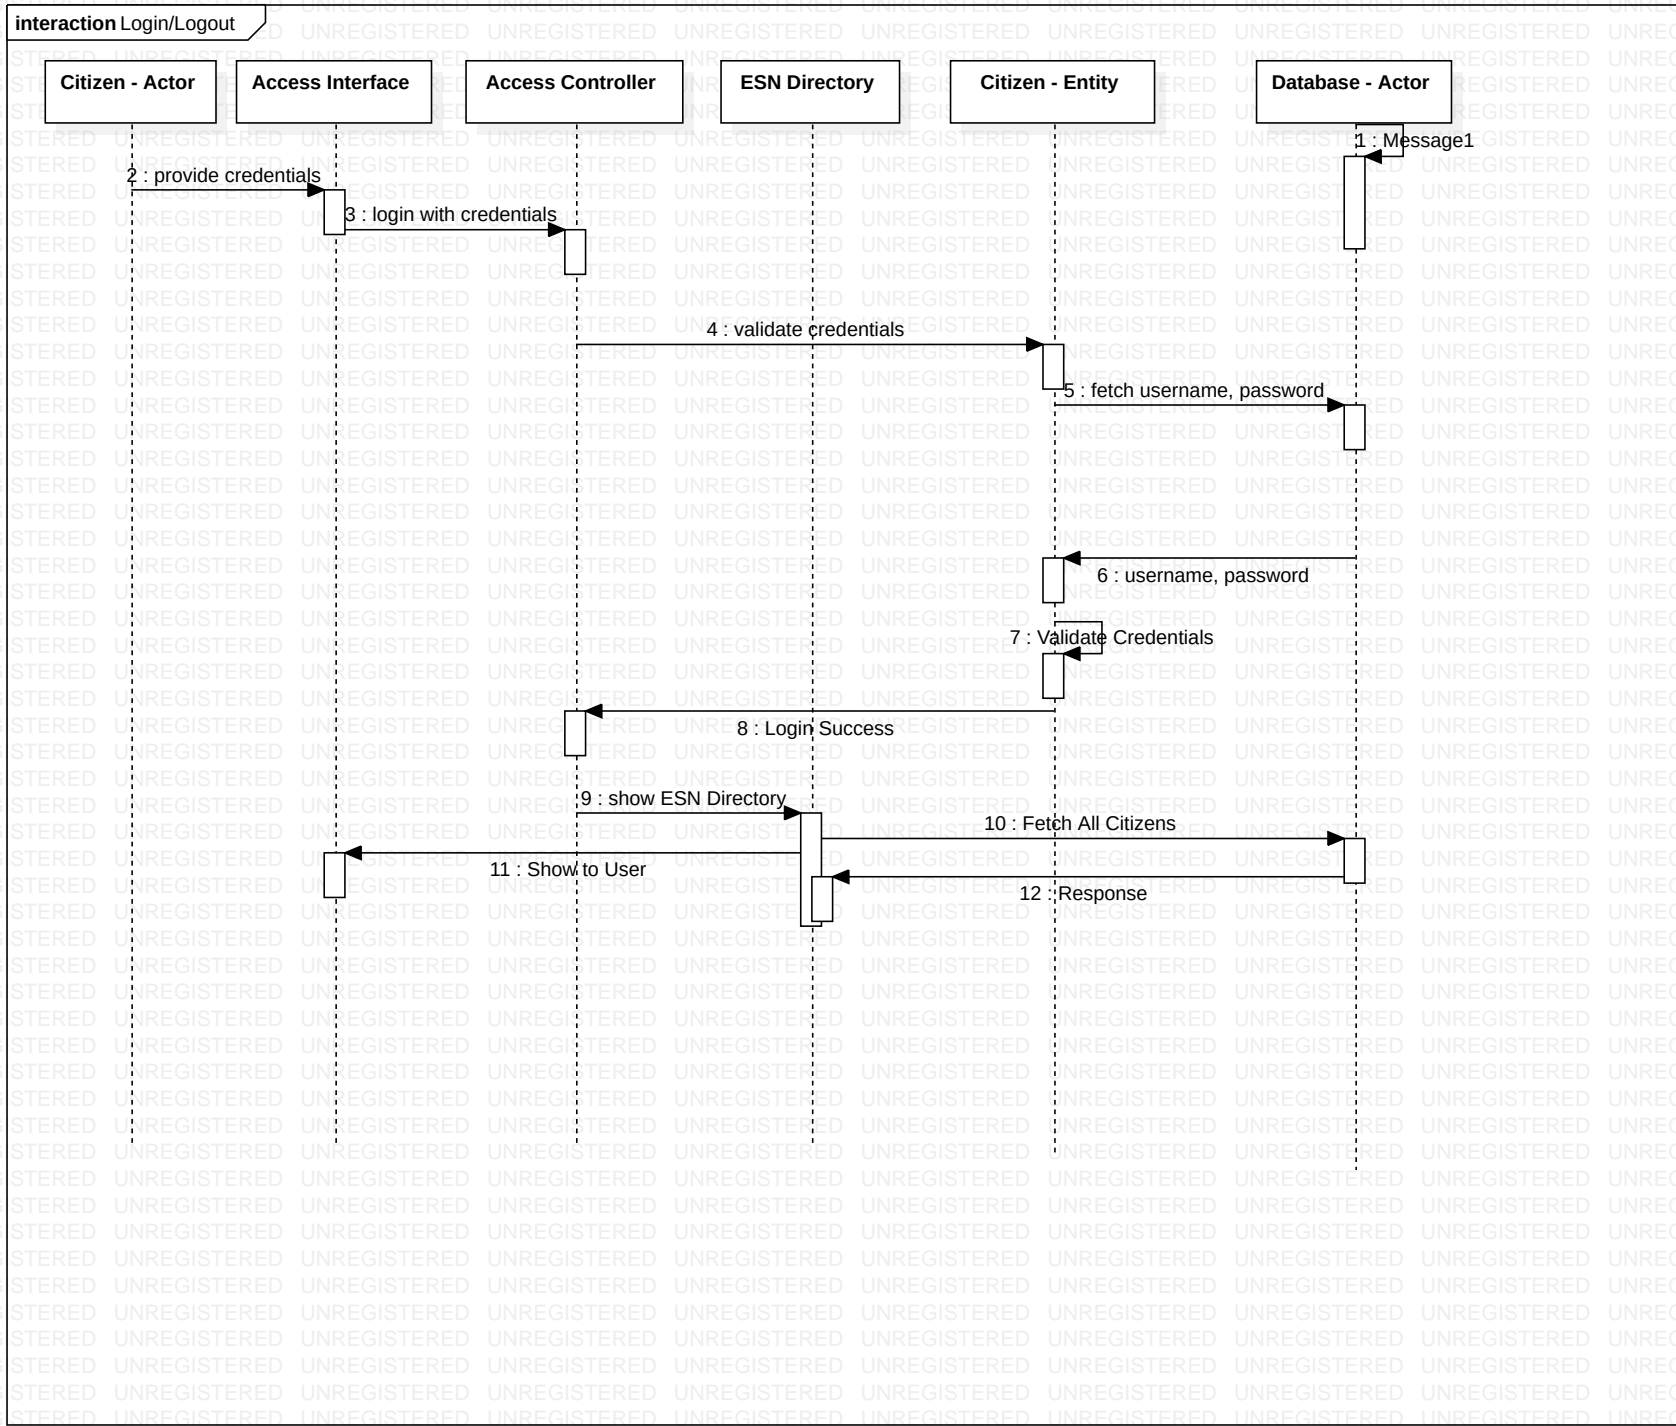 interaction Login/Logout
Citizen - Actor
Access Interface
Access Controller
ESN Directory
Citizen - Entity
Database - Actor
1 : Message1
2 : provide credentials
3 : login with credentials
4 : validate credentials
5 : fetch username, password
6 : username, password
7 : Validate Credentials
8 : Login Success
9 : show ESN Directory
10 : Fetch All Citizens
11 : Show to User
12 : Response
UNREGISTERED